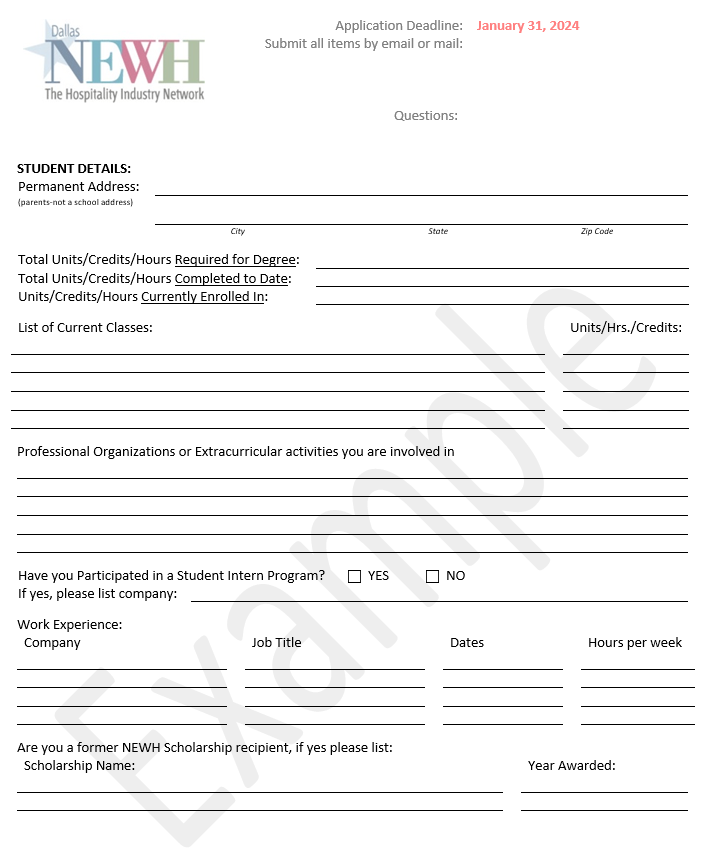 Dallas
NEWH
The Hospitality Industry Network
Application Deadline: January 31, 2024
Submit all items by email or mail:
Questions:
STUDENT DETAILS:
Permanent Address:
(parents-not a school address)
City State Zip Code
Total Units/Credits/Hours Required for Degree:
Total Units/Credits/Hours Completed to Date:
Units/Credits/Hours Currently Enrolled In:
List of Current Classes: Units/Hrs./Credits:
Professional Organizations or Extracurricular activities you are involved in
Have you Participated in a Student Intern Program? YES NO
If yes, please list company:
Work Experience:
Company Job Title Dates Hours per week
Are you a former NEWH Scholarship recipient, if yes please list:
Scholarship Name: Year Awarded:
Example